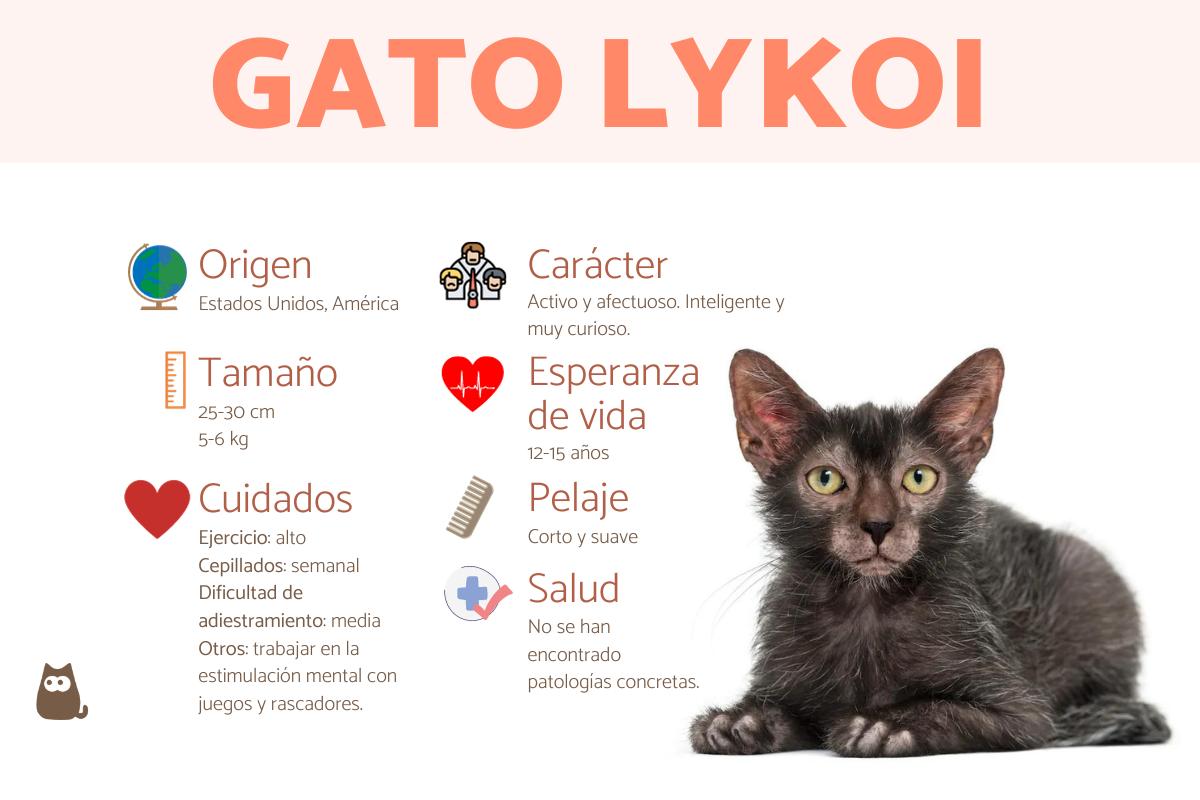 GATO LYKOI
Origen
Estados Unidos, América
Tamaño
25-30 cm
5-6 kg
Cuidados
Ejercicio: alto
Cepillados: semanal
Dificultad de
adiestramiento: media
Otros: trabajar en la
estimulación mental con
juegos y rascadores.
Carácter
Activo y afectuoso. Inteligente y
muy curioso.
Esperanza
de vida
12-15 años
Pelaje
Corto y suave
Salud
No se han
encontrado
patologías concretas.